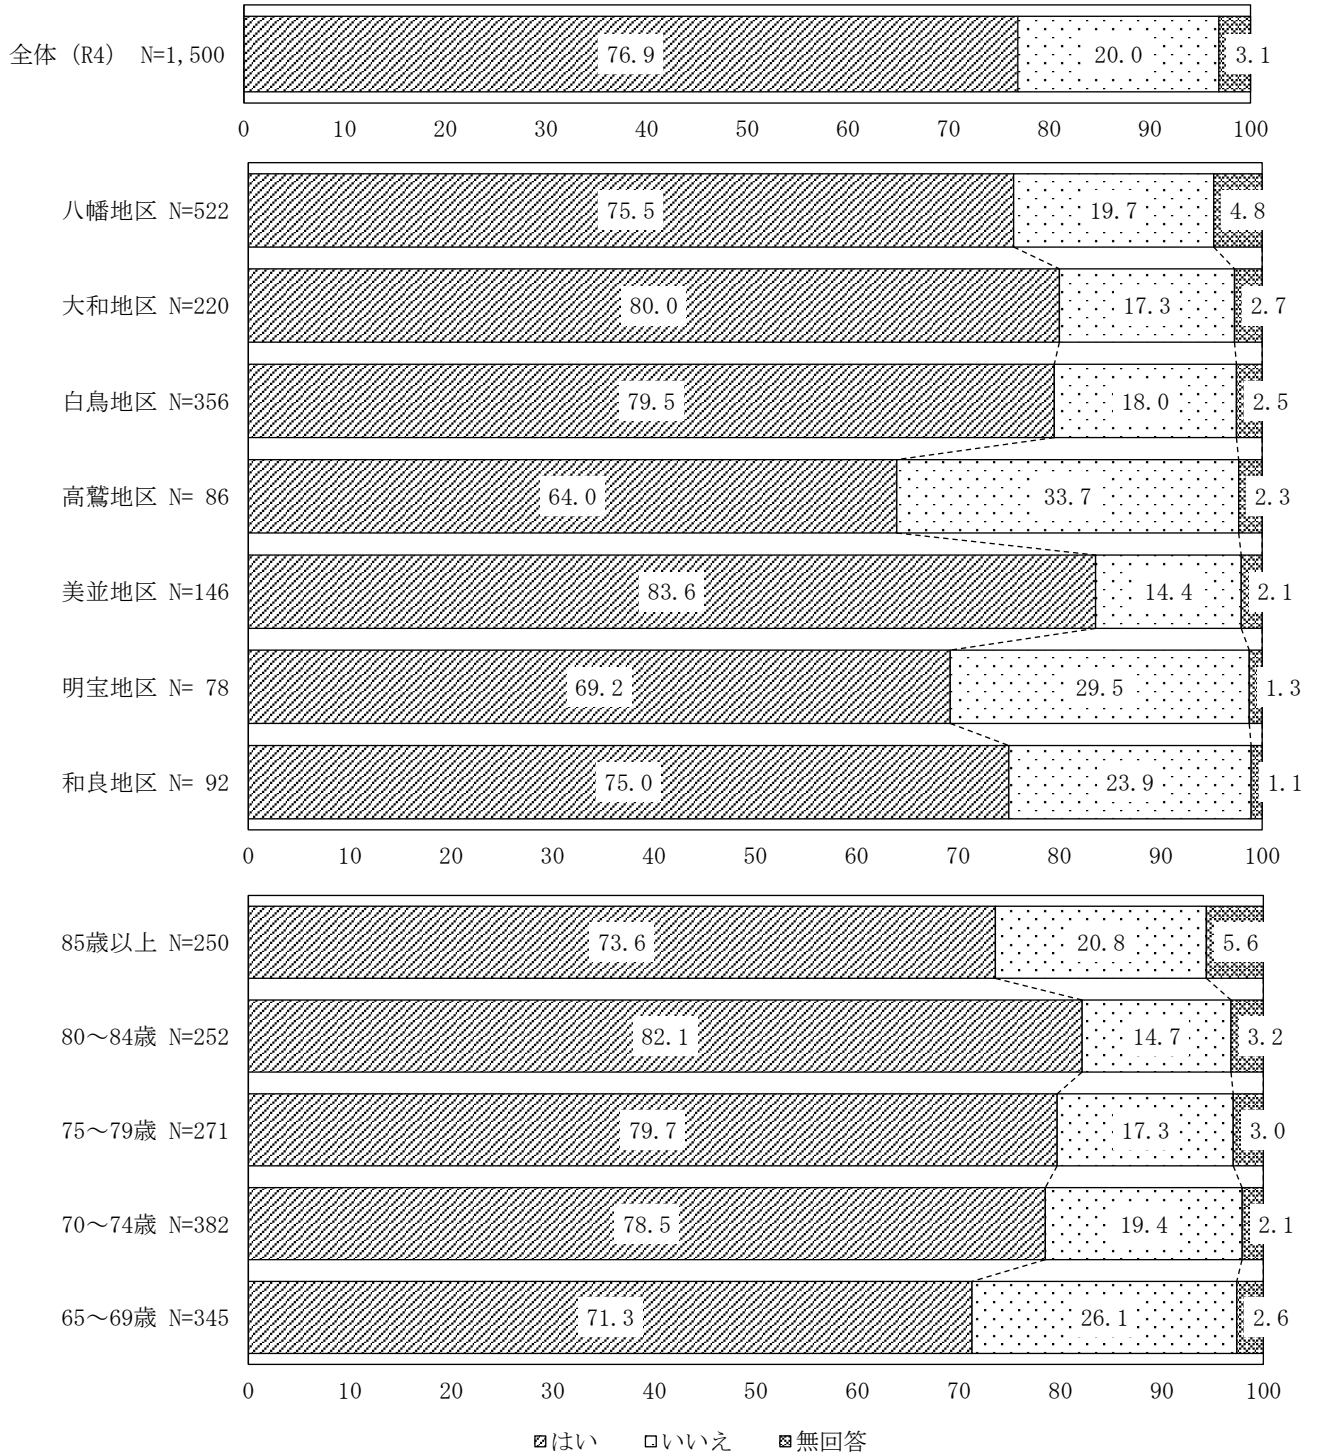 全体（R4） N=1,500 76.9 20.0 3.1
0 10 20 30 40 50 60 70 80 90 100
八幡地区 N=522 75.5 19.7 4.8
大和地区 N=220 80.0 17.3 2.7
白鳥地区 N=356 79.5 18.0 2.5
高鷲地区 N= 86 64.0 33.7 2.3
美並地区 N=146 83.6 14.4 2.1
明宝地区 N= 78 69.2 29.5 1.3
和良地区 N= 92 75.0 23.9 1.1
0 10 20 30 40 50 60 70 80 90 100
85歳以上 N=250 73.6 20.8 5.6
80～84歳 N=252 82.1 14.7 3.2
75～79歳 N=271 79.7 17.3 3.0
70～74歳 N=382 78.5 19.4 2.1
65～69歳 N=345 71.3 26.1 2.6
0 10 20 30 40 50 60 70 80 90 100
はい いいえ 無回答